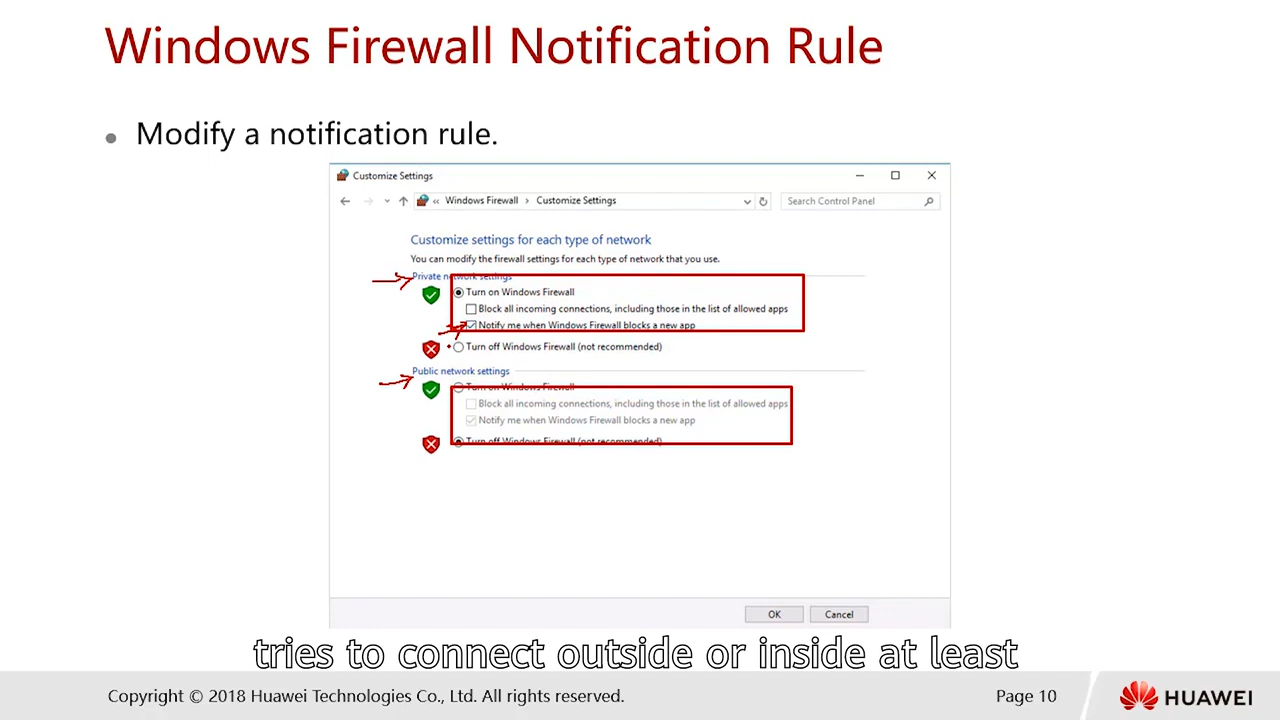 Windows Firewall Notification Rule
• Modify a notification rule.
Customize Settings
« Windows Firewall › Customize Settings
Search Control Panel
Customize settings for each type of network
You can modify the firewall settings for each type of network that you use.
Private network settings
Turn on Windows Firewall
Block all incoming connections, including those in the list of allowed apps
Notify me when Windows Firewall blocks a new app
Turn off Windows Firewall (not recommended)
Public network settings
Turn on Windows Firewall
Block all incoming connections, including those in the list of allowed apps
Notify me when Windows Firewall blocks a new app
Turn off Windows Firewall (not recommended)
OK
Cancel
tries to connect outside or inside at least
Copyright © 2018 Huawei Technologies Co., Ltd. All rights reserved.
Page 10
HUAWEI